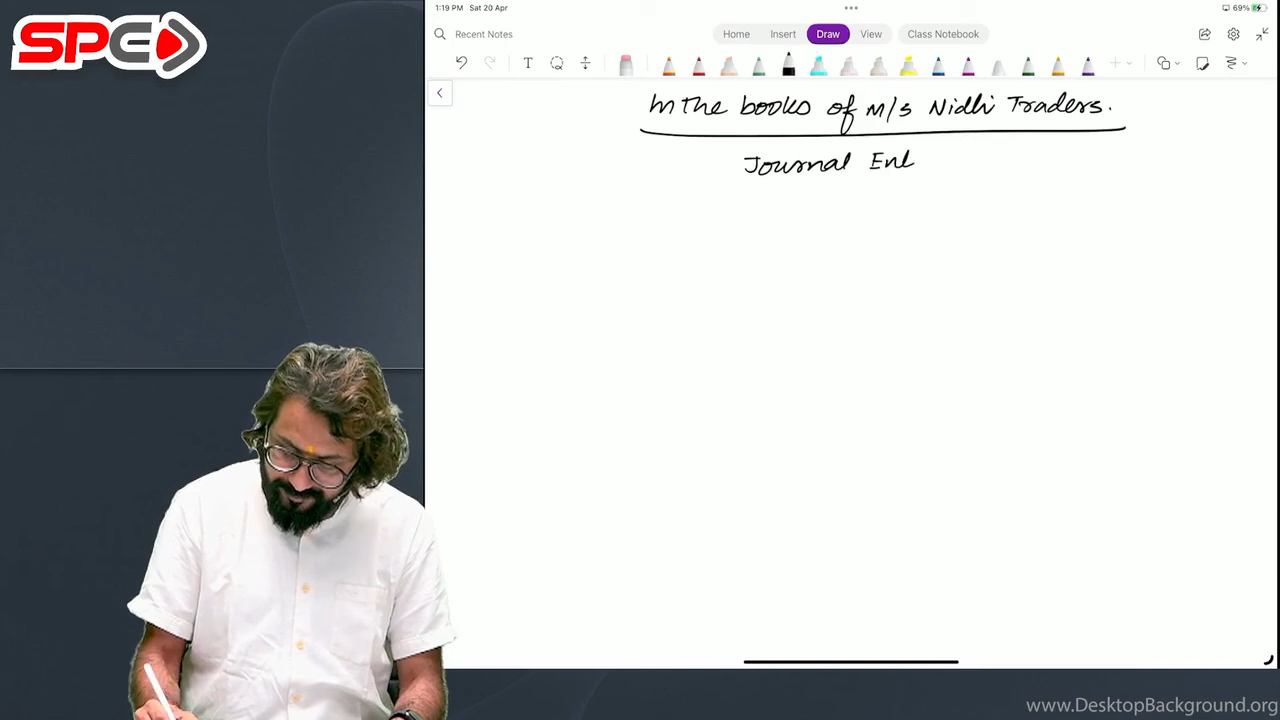 SPE
1:19 PM Sat 20 Apr
69%
Recent Notes
Home Insert Draw View Class Notebook
T
In the books of M/s Nidhi Traders.
Journal Ent
www.DesktopBackground.org